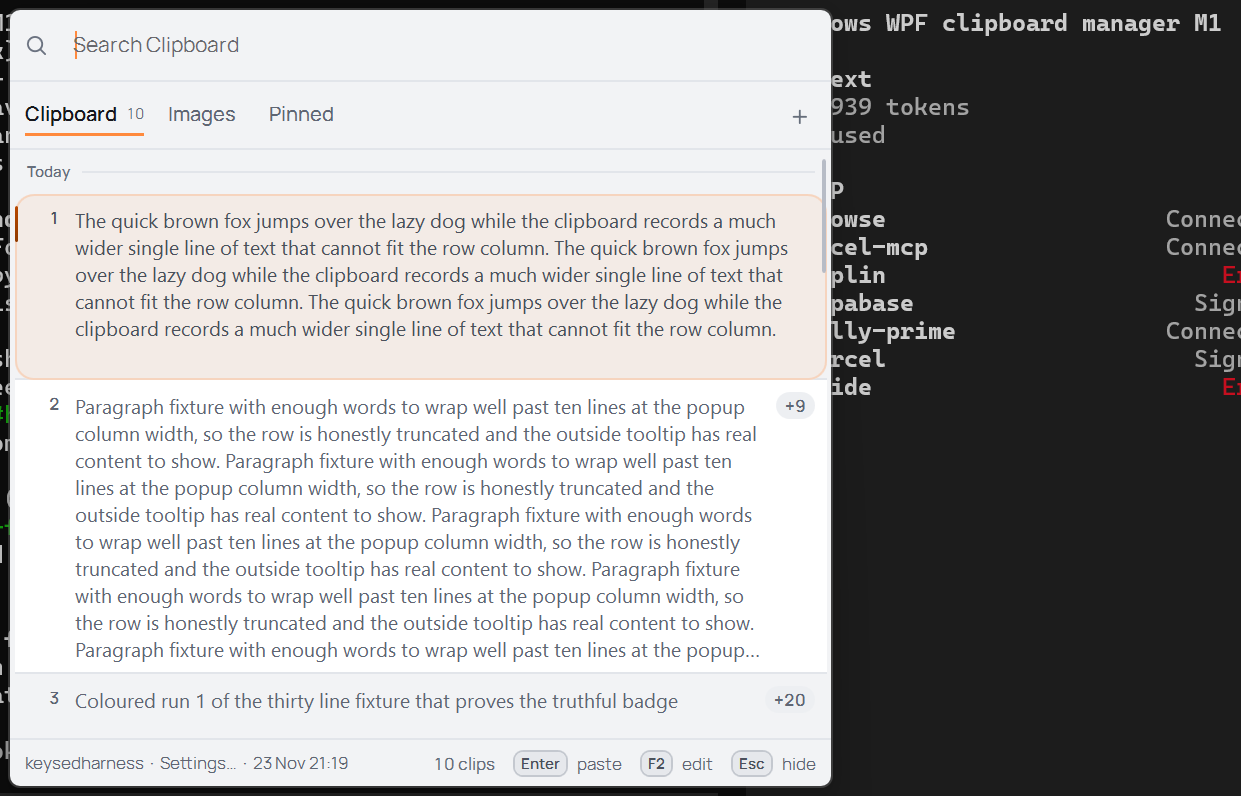 Search Clipboard
Clipboard 10 Images Pinned +
Today
1 The quick brown fox jumps over the lazy dog while the clipboard records a much
wider single line of text that cannot fit the row column. The quick brown fox jumps
over the lazy dog while the clipboard records a much wider single line of text that
cannot fit the row column. The quick brown fox jumps over the lazy dog while the
clipboard records a much wider single line of text that cannot fit the row column.
2 Paragraph fixture with enough words to wrap well past ten lines at the popup +9
column width, so the row is honestly truncated and the outside tooltip has real
content to show. Paragraph fixture with enough words to wrap well past ten
lines at the popup column width, so the row is honestly truncated and the
outside tooltip has real content to show. Paragraph fixture with enough words
to wrap well past ten lines at the popup column width, so the row is honestly
truncated and the outside tooltip has real content to show. Paragraph fixture
with enough words to wrap well past ten lines at the popup column width, so
the row is honestly truncated and the outside tooltip has real content to show.
Paragraph fixture with enough words to wrap well past ten lines at the popup...
3 Coloured run 1 of the thirty line fixture that proves the truthful badge +20
keysedharness · Settings... · 23 Nov 21:19 10 clips Enter paste F2 edit Esc hide
ows WPF clipboard manager M1
ext
939 tokens
used
p
owse Connec
cel-mcp Connec
plin
pabase Sign
lly-prime Connec
rcel Sign
ide